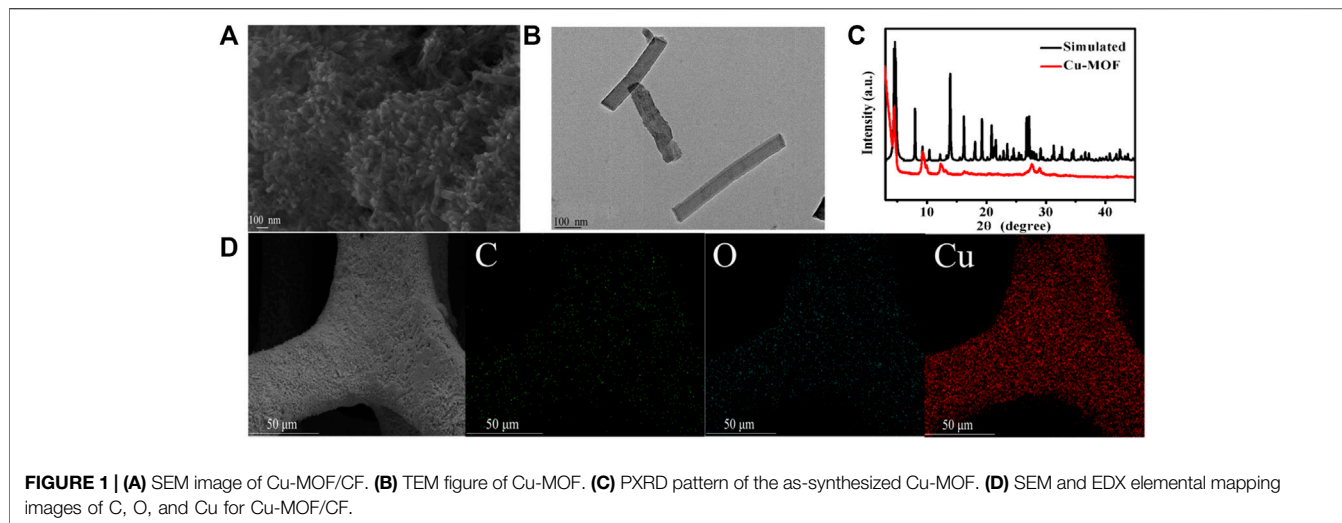 A
B
C
100 nm
100 nm
Simulated
Cu-MOF
Intensity (a.u.)
10 20 30 40
2θ (degree)
D
C
O
Cu
50 μm
50 μm
50 μm
50 μm
FIGURE 1 | (A) SEM image of Cu-MOF/CF. (B) TEM figure of Cu-MOF. (C) PXRD pattern of the as-synthesized Cu-MOF. (D) SEM and EDX elemental mapping
images of C, O, and Cu for Cu-MOF/CF.